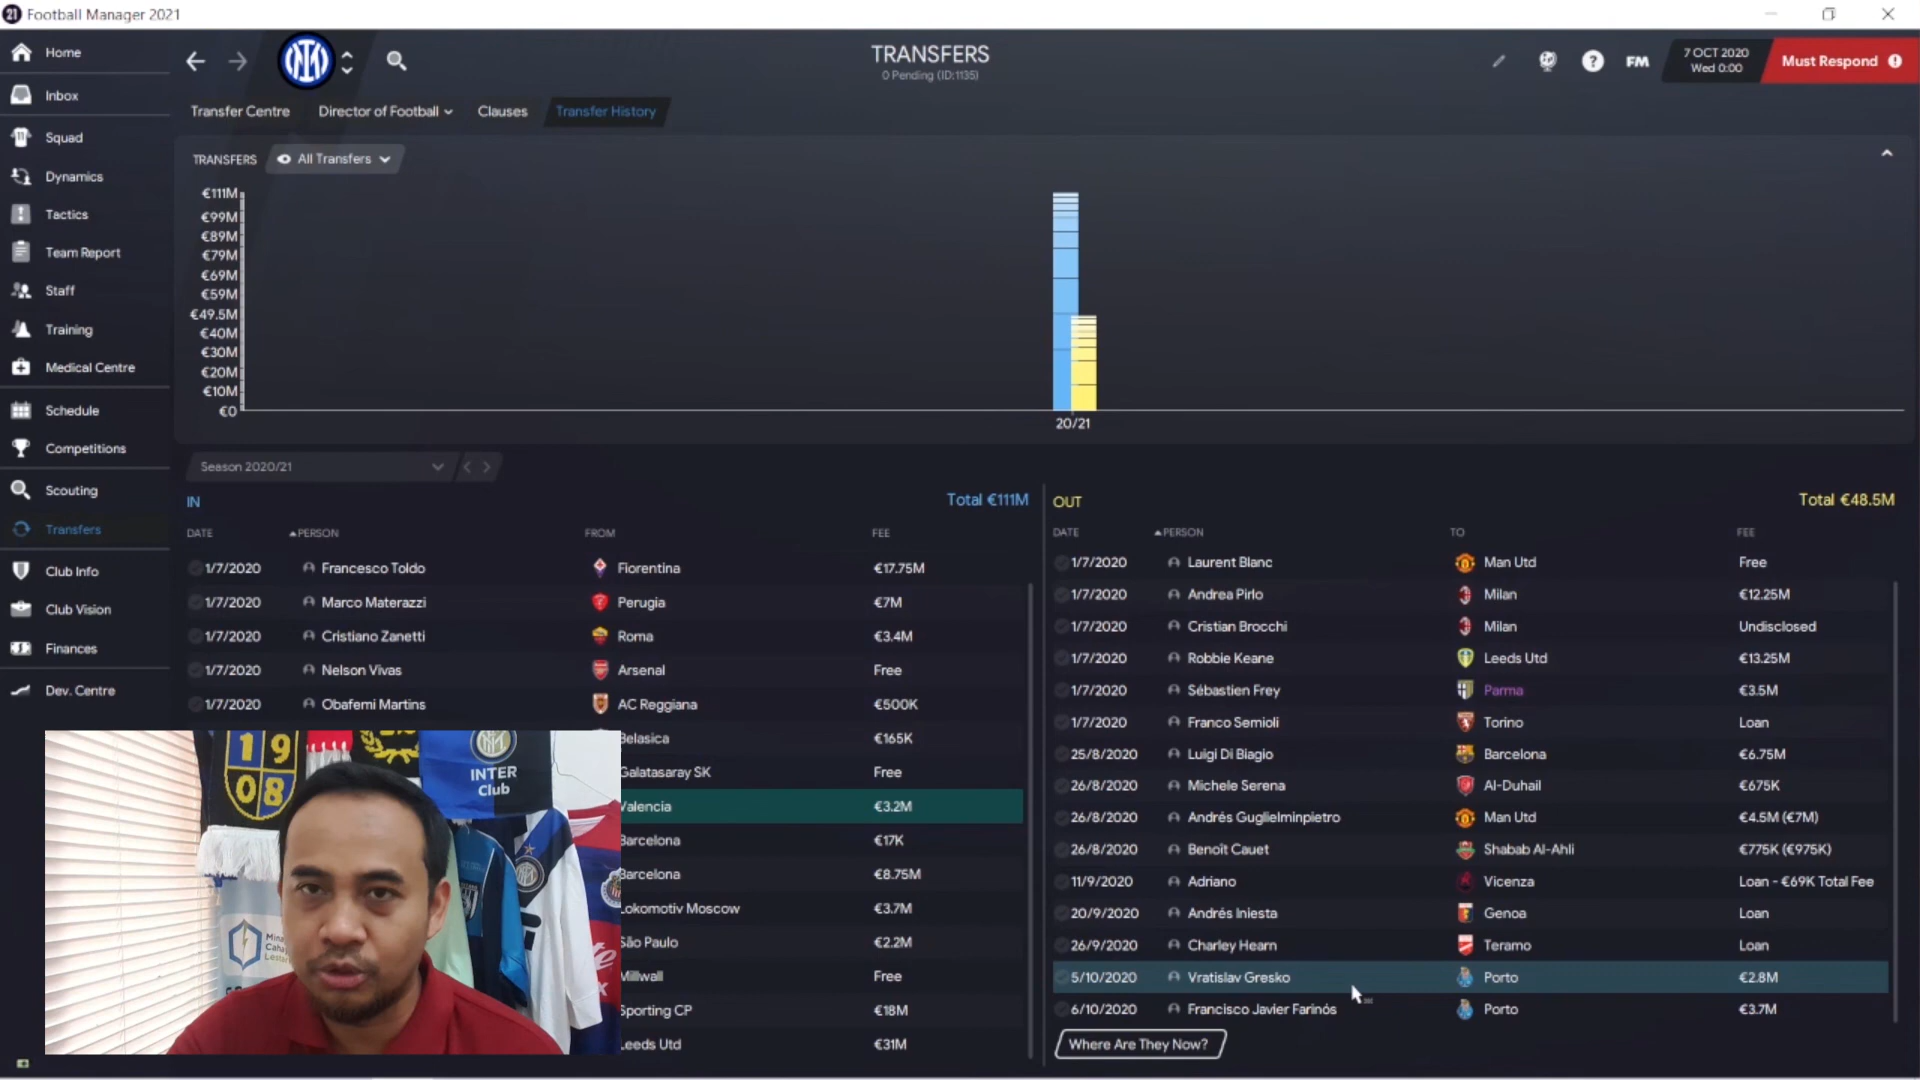 Football Manager 2021
Home
Inbox
Squad
Dynamics
Tactics
Team Report
Staff
Training
Medical Centre
Schedule
Competitions
Scouting
Transfers
Club Info
Club Vision
Finances
Dev. Centre
TRANSFERS
0 Pending (ID:1135)
FM
7 OCT 2020
Wed 0:00
Must Respond
Transfer Centre
Director of Football
Clauses
Transfer History
TRANSFERS All Transfers
€111M
€99M
€89M
€79M
€69M
€59M
€49.5M
€40M
€30M
€20M
€10M
€0
20/21
Season 2020/21
IN Total €111M
DATE PERSON FROM FEE
1/7/2020 Francesco Toldo Fiorentina €17.75M
1/7/2020 Marco Materazzi Perugia €7M
1/7/2020 Cristiano Zanetti Roma €3.4M
1/7/2020 Nelson Vivas Arsenal Free
1/7/2020 Obafemi Martins AC Reggiana €500K
Belasica €165K
Galatasaray SK Free
Valencia €3.2M
Barcelona €17K
Barcelona €8.75M
Lokomotiv Moscow €3.7M
São Paulo €2.2M
Millwall Free
Sporting CP €18M
Leeds Utd €31M
OUT Total €48.5M
DATE PERSON TO FEE
1/7/2020 Laurent Blanc Man Utd Free
1/7/2020 Andrea Pirlo Milan €12.25M
1/7/2020 Cristian Brocchi Milan Undisclosed
1/7/2020 Robbie Keane Leeds Utd €13.25M
1/7/2020 Sébastien Frey Parma €3.5M
1/7/2020 Franco Semioli Torino Loan
25/8/2020 Luigi Di Biagio Barcelona €6.75M
26/8/2020 Michele Serena Al-Duhail €675K
26/8/2020 Andrés Guglielminpietro Man Utd €4.5M (€7M)
26/8/2020 Benoît Cauet Shabab Al-Ahli €775K (€975K)
11/9/2020 Adriano Vicenza Loan - €69K Total Fee
20/9/2020 Andrés Iniesta Genoa Loan
26/9/2020 Charley Hearn Teramo Loan
5/10/2020 Vratislav Gresko Porto €2.8M
6/10/2020 Francisco Javier Farinós Porto €3.7M
Where Are They Now?
19
08
INTER
Club